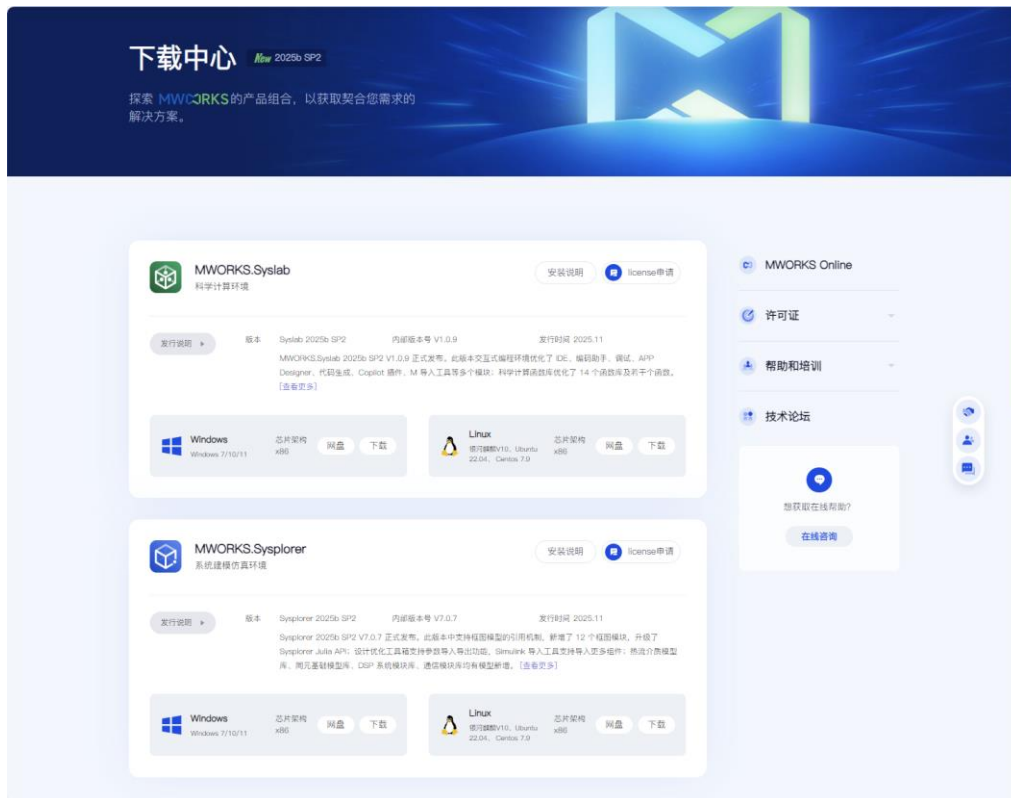 下载中心 New 2025b SP2
探索 MWORKS的产品组合，以获取契合您需求的
解决方案。
MWORKS.Syslab
科学计算环境
安装说明
license申请
发行说明
版本 Syslab 2025b SP2 内部版本号 V1.0.9 发行时间 2025.11
MWORKS.Syslab 2025b SP2 V1.0.9 正式发布。此版本交互式编程环境优化了 IDE、编码助手、调试、APP
Designer、代码生成、Copilot 插件、M 导入工具等多个模块；科学计算函数库优化了 14 个函数库及若干个函数。
[查看更多]
Windows
Windows 7/10/11
芯片架构
x86
网盘
下载
Linux
银河麒麟V10、Ubuntu
22.04、Centos 7.9
芯片架构
x86
网盘
下载
MWORKS.Sysplorer
系统建模仿真环境
安装说明
license申请
发行说明
版本 Sysplorer 2025b SP2 内部版本号 V7.0.7 发行时间 2025.11
Sysplorer 2025b SP2 V7.0.7 正式发布。此版本中支持框图模型的引用机制，新增了 12 个框图模块，升级了
Sysplorer Julia API；设计优化工具箱支持参数导入导出功能，Simulink 导入工具支持导入更多组件；热流介质模型
库、同元基础模型库、DSP 系统模块库、通信模块库均有模型新增。[查看更多]
Windows
Windows 7/10/11
芯片架构
x86
网盘
下载
Linux
银河麒麟V10、Ubuntu
22.04、Centos 7.9
芯片架构
x86
网盘
下载
MWORKS Online
许可证
帮助和培训
技术论坛
想获取在线帮助?
在线咨询